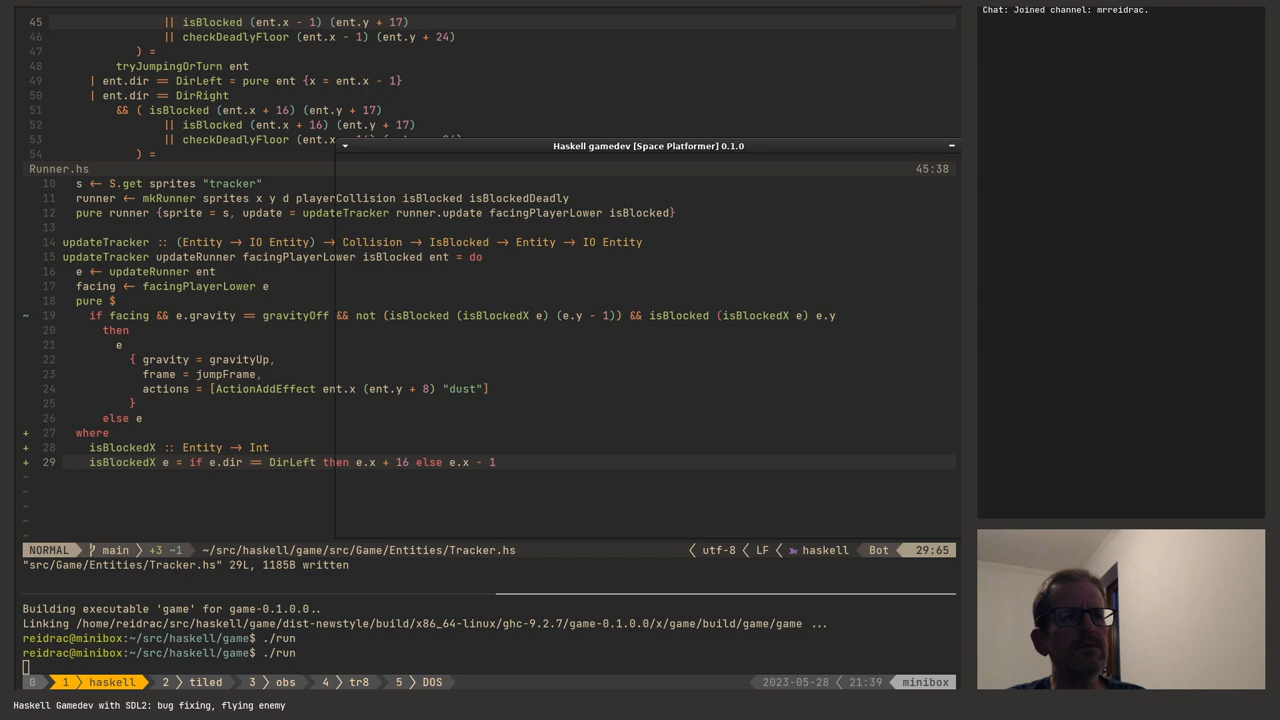 45                  || isBlocked (ent.x - 1) (ent.y + 17)
46                  || checkDeadlyFloor (ent.x - 1) (ent.y + 24)
47              ) =
48           tryJumpingOrTurn ent
49       | ent.dir == DirLeft = pure ent {x = ent.x - 1}
50       | ent.dir == DirRight
51           && ( isBlocked (ent.x + 16) (ent.y + 17)
52                  || isBlocked (ent.x + 16) (ent.y + 17)
53                  || checkDeadlyFloor (ent.x
54              ) =
Haskell gamedev [Space Platformer] 0.1.0
Runner.hs 45:38
10   s <- S.get sprites "tracker"
11   runner <- mkRunner sprites x y d playerCollision isBlocked isBlockedDeadly
12   pure runner {sprite = s, update = updateTracker runner.update facingPlayerLower isBlocked}
13
14 updateTracker :: (Entity -> IO Entity) -> Collision -> IsBlocked -> Entity -> IO Entity
15 updateTracker updateRunner facingPlayerLower isBlocked ent = do
16   e <- updateRunner ent
17   facing <- facingPlayerLower e
18   pure $
~ 19     if facing && e.gravity == gravityOff && not (isBlocked (isBlockedX e) (e.y - 1)) && isBlocked (isBlockedX e) e.y
20       then
21         e
22           { gravity = gravityUp,
23             frame = jumpFrame,
24             actions = [ActionAddEffect ent.x (ent.y + 8) "dust"]
25           }
26       else e
+ 27   where
+ 28     isBlockedX :: Entity -> Int
+ 29     isBlockedX e = if e.dir == DirLeft then e.x + 16 else e.x - 1
~
~
~
~
~
NORMAL main +3 ~1 ~/src/haskell/game/src/Game/Entities/Tracker.hs utf-8 LF haskell Bot 29:65
"src/Game/Entities/Tracker.hs" 29L, 1185B written
Building executable 'game' for game-0.1.0.0..
Linking /home/reidrac/src/haskell/game/dist-newstyle/build/x86_64-linux/ghc-9.2.7/game-0.1.0.0/x/game/build/game/game ...
reidrac@minibox:~/src/haskell/game$ ./run
reidrac@minibox:~/src/haskell/game$ ./run
0 1 haskell 2 tiled 3 obs 4 tr8 5 DOS 2023-05-28 21:39 minibox
Haskell Gamedev with SDL2: bug fixing, flying enemy
Chat: Joined channel: mrreidrac.